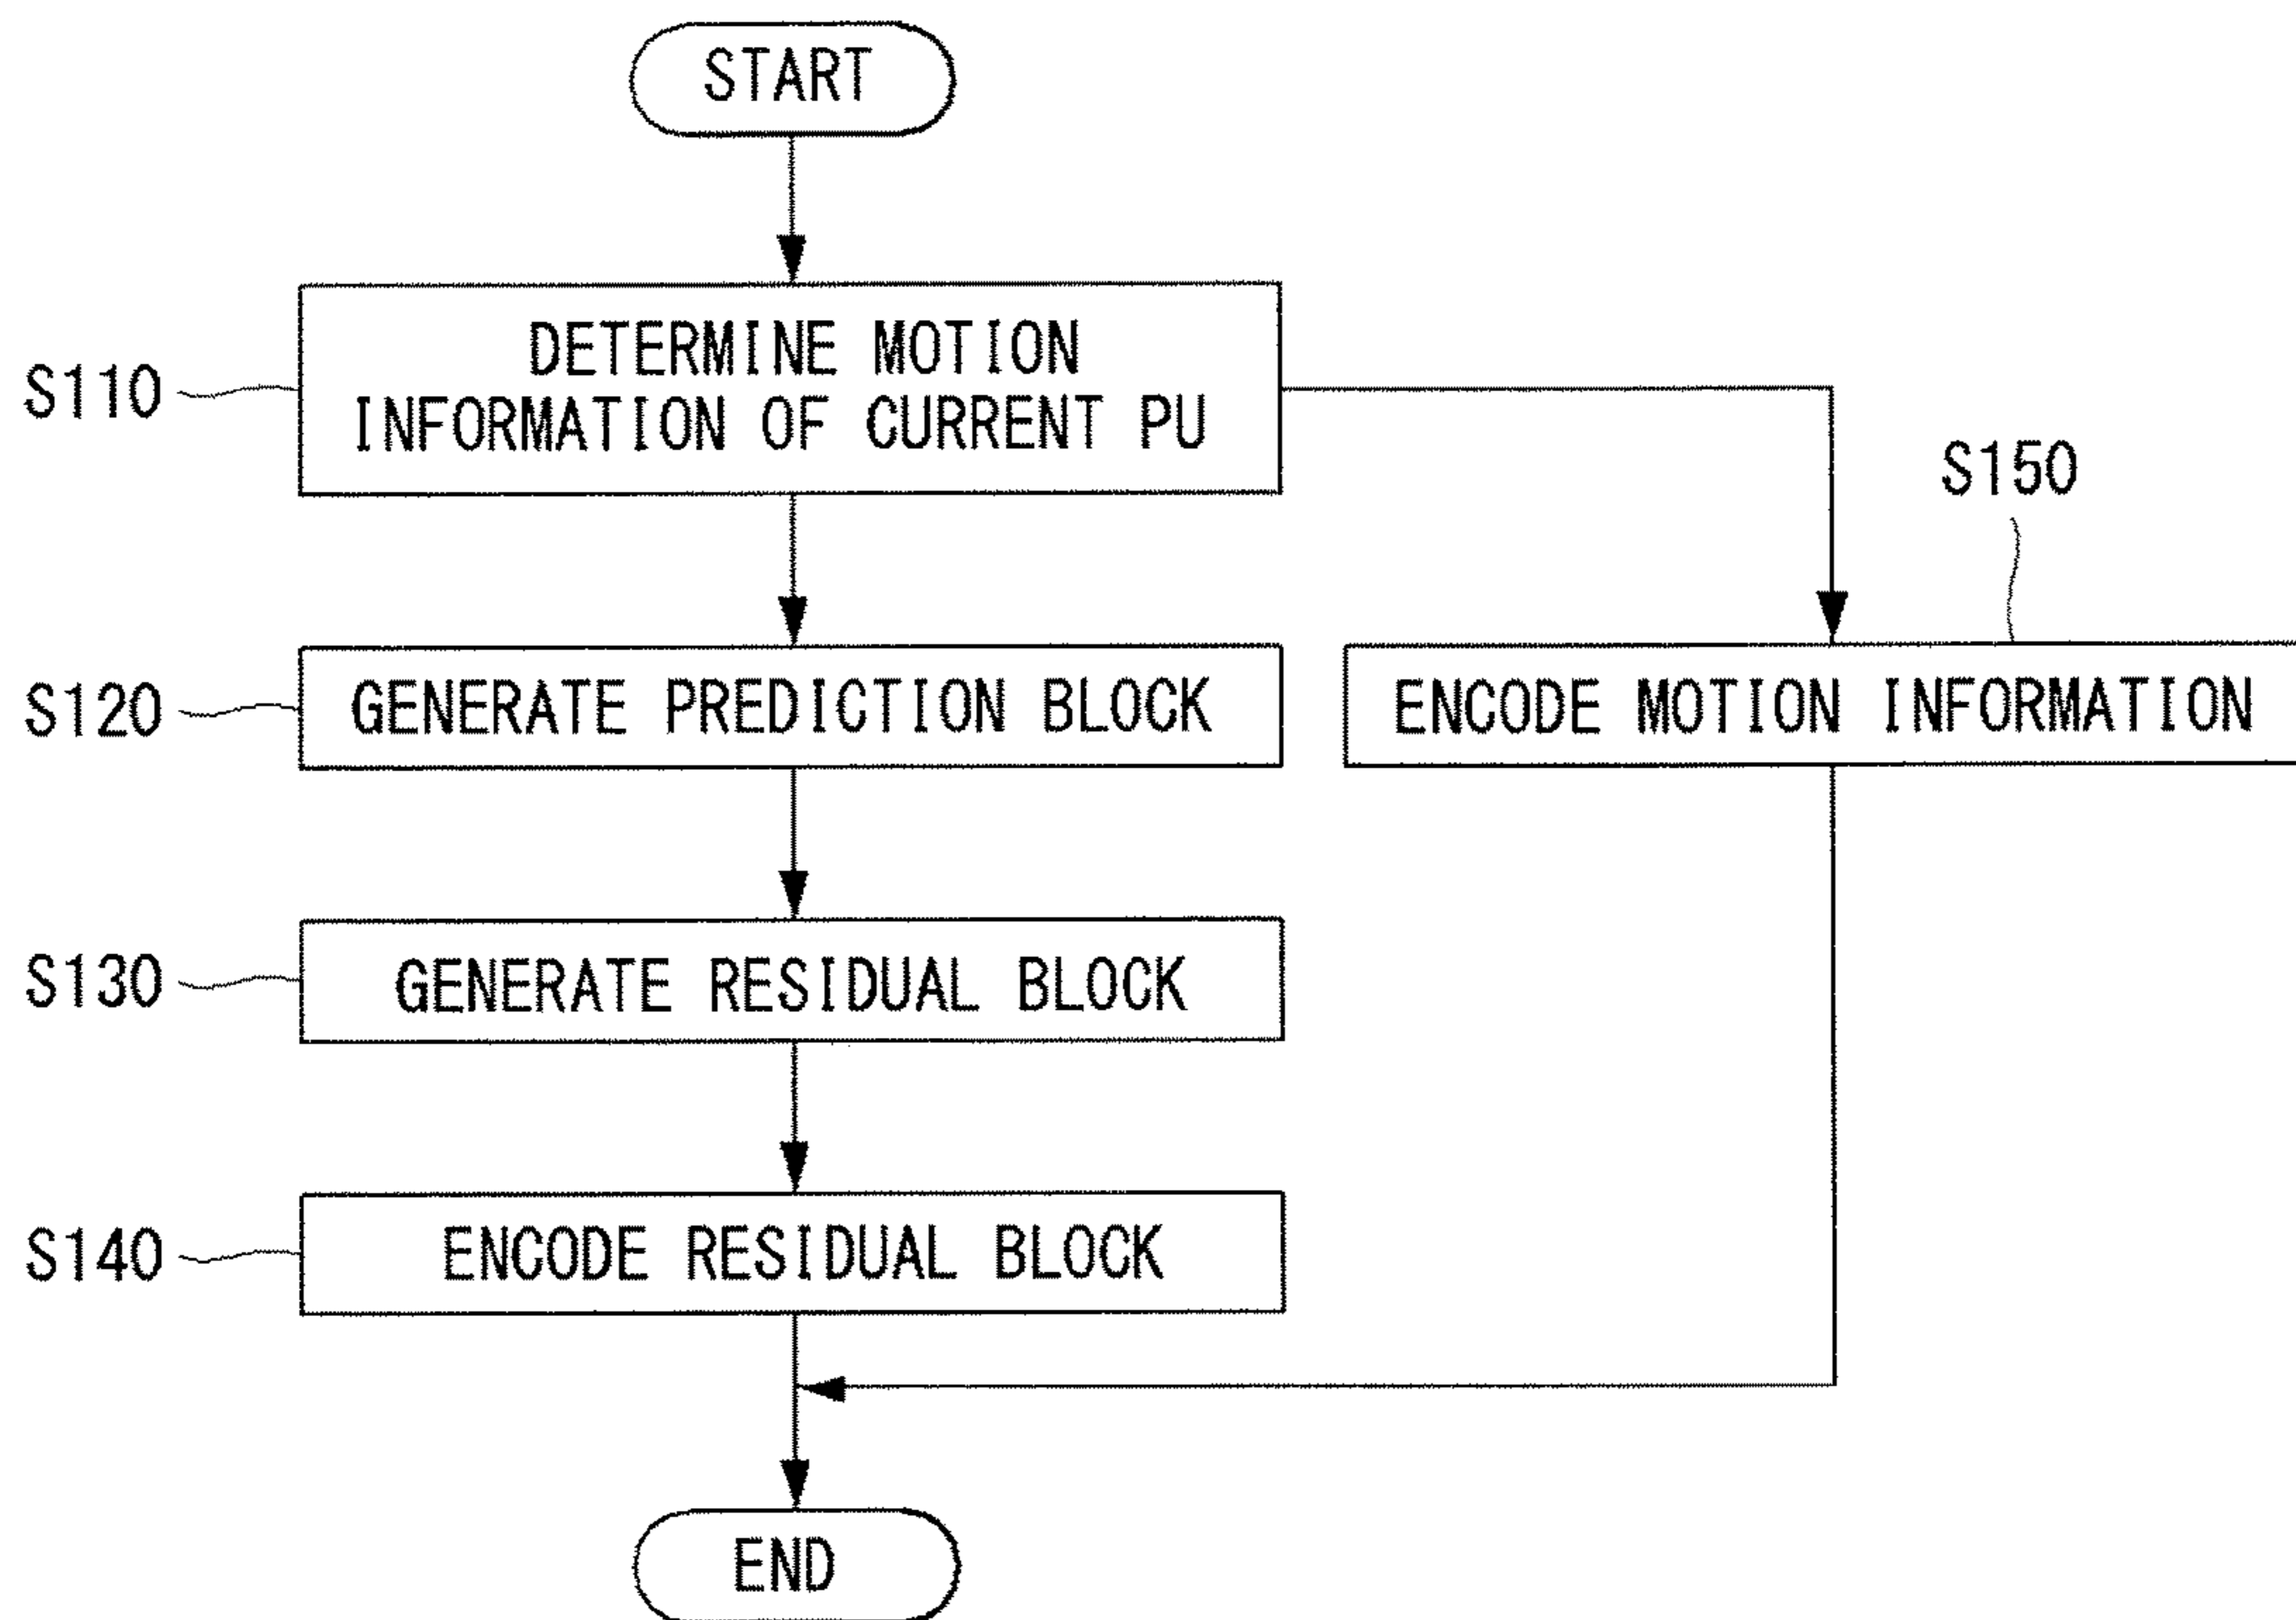 START
S110
DETERMINE MOTION
INFORMATION OF CURRENT PU
S150
S120
GENERATE PREDICTION BLOCK
ENCODE MOTION INFORMATION
S130
GENERATE RESIDUAL BLOCK
S140
ENCODE RESIDUAL BLOCK
END